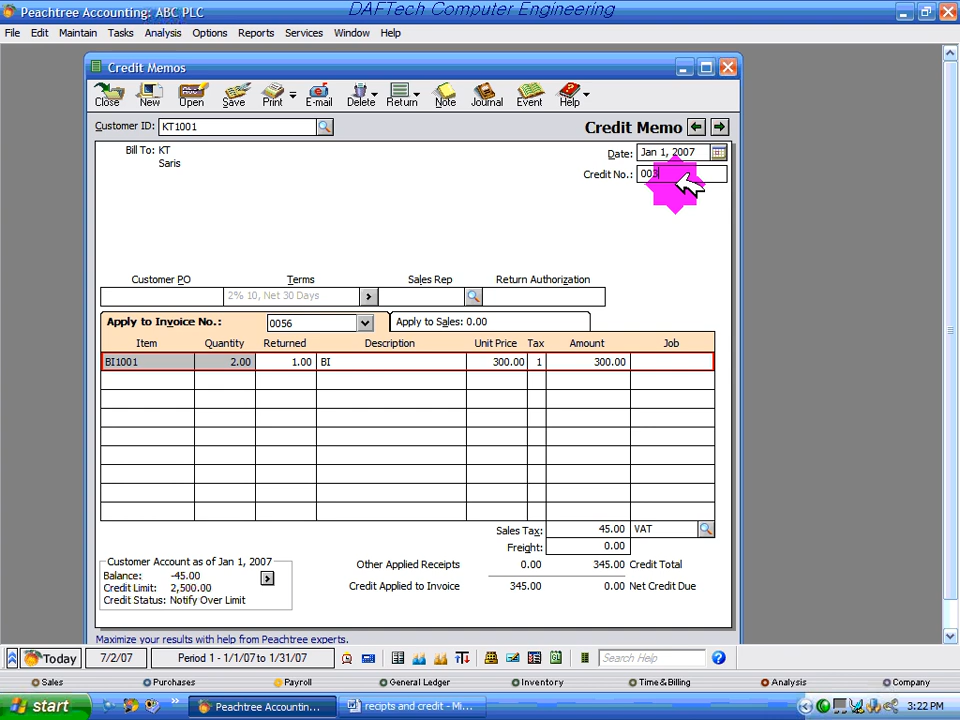 Peachtree Accounting: ABC PLC
DAFTech Computer Engineering
File Edit Maintain Tasks Analysis Options Reports Services Window Help
Credit Memos
Close New Open Save Print E-mail Delete Return Note Journal Event Help
Customer ID: KT1001
Credit Memo
Bill To: KT
Saris
Date: Jan 1, 2007
Credit No.: 003
Customer PO Terms Sales Rep Return Authorization
2% 10, Net 30 Days
Apply to Invoice No.: 0056 Apply to Sales: 0.00
Item Quantity Returned Description Unit Price Tax Amount Job
BI1001 2.00 1.00 BI 300.00 1 300.00
Sales Tax: 45.00 VAT
Freight: 0.00
Customer Account as of Jan 1, 2007
Balance: -45.00
Credit Limit: 2,500.00
Credit Status: Notify Over Limit
Other Applied Receipts 0.00 345.00 Credit Total
Credit Applied to Invoice 345.00 0.00 Net Credit Due
Maximize your results with help from Peachtree experts.
Today 7/2/07 Period 1 - 1/1/07 to 1/31/07 Search Help
Sales Purchases Payroll General Ledger Inventory Time & Billing Analysis Company
start Peachtree Accountin... recipts and credit - Mi... 3:22 PM